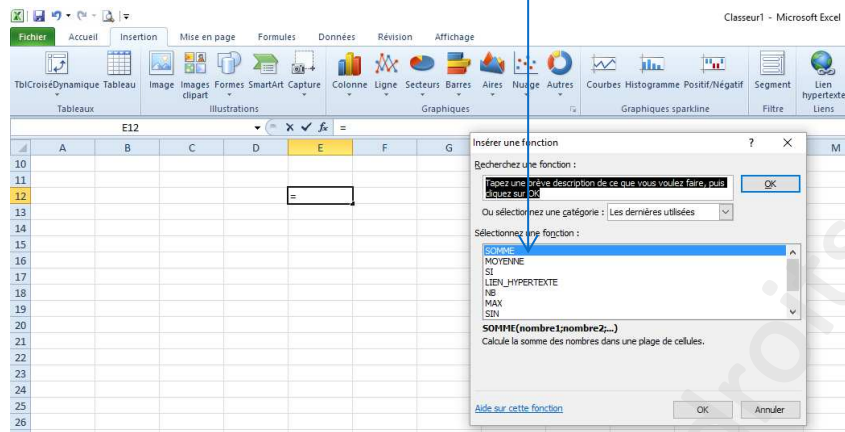 Classeur1 - Microsoft Excel
Fichier Accueil Insertion Mise en page Formules Données Révision Affichage
TblCroiséDynamique Tableau Image Images clipart Formes SmartArt Capture Colonne Ligne Secteurs Barres Aires Nuage Autres Courbes Histogramme Positif/Négatif Segment Lien hypertexte
Tableaux Illustrations Graphiques Graphiques sparkline Filtre Liens
E12 fx =
A B C D E F G M
10
11
12 =
13
14
15
16
17
18
19
20
21
22
23
24
25
26
Insérer une fonction ? X
Recherchez une fonction :
Tapez une brève description de ce que vous voulez faire, puis
cliquez sur OK
OK
Ou sélectionnez une catégorie : Les dernières utilisées
Sélectionnez une fonction :
SOMME
MOYENNE
SI
LIEN_HYPERTEXTE
NB
MAX
SIN
SOMME(nombre1;nombre2;...)
Calcule la somme des nombres dans une plage de cellules.
Aide sur cette fonction OK Annuler